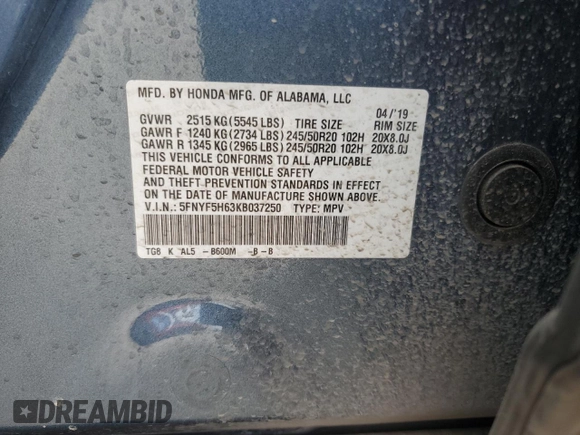 MFD. BY HONDA MFG. OF ALABAMA, LLC
04/'19
GVWR 2515 KG (5545 LBS) TIRE SIZE RIM SIZE
GAWR F 1240 KG (2734 LBS) 245/50R20 102H 20X8.0J
GAWR R 1345 KG (2965 LBS) 245/50R20 102H 20X8.0J
THIS VEHICLE CONFORMS TO ALL APPLICABLE
FEDERAL MOTOR VEHICLE SAFETY
AND THEFT PREVENTION STANDARDS IN EFFECT
ON THE DATE OF MANUFACTURE SHOWN ABOVE.
V.I.N.: 5FNYF5H63KB037250 TYPE: MPV
TGB K AL5 -B600M -B-B
DREAMBID